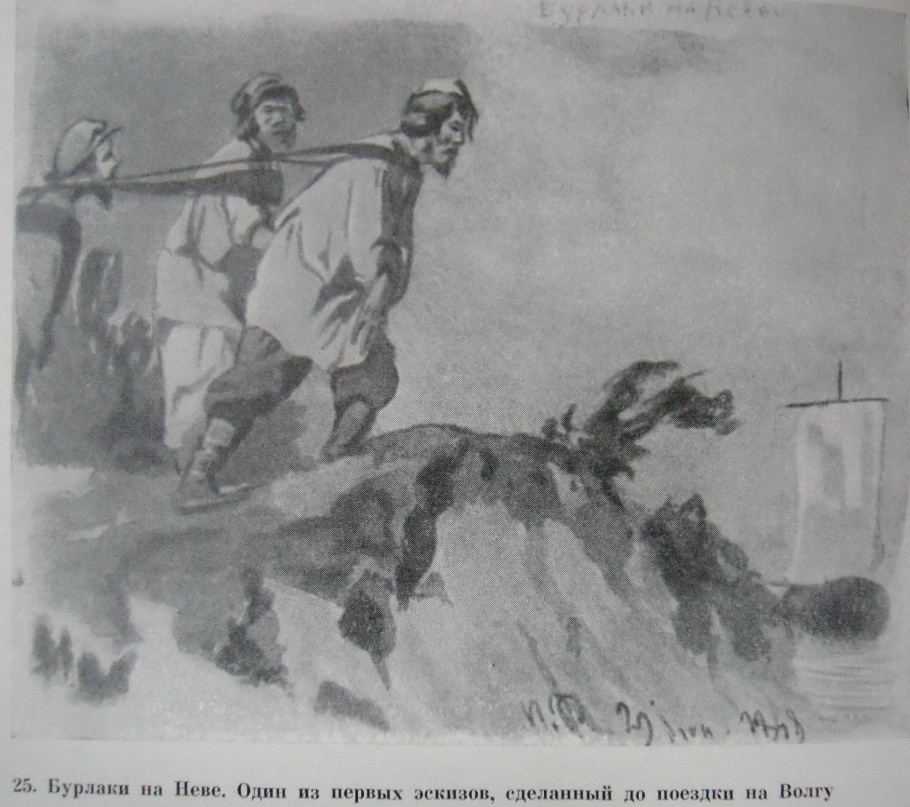 Бурлаки на Неве
25. Бурлаки на Неве. Один из первых эскизов, сделанный до поездки на Волгу